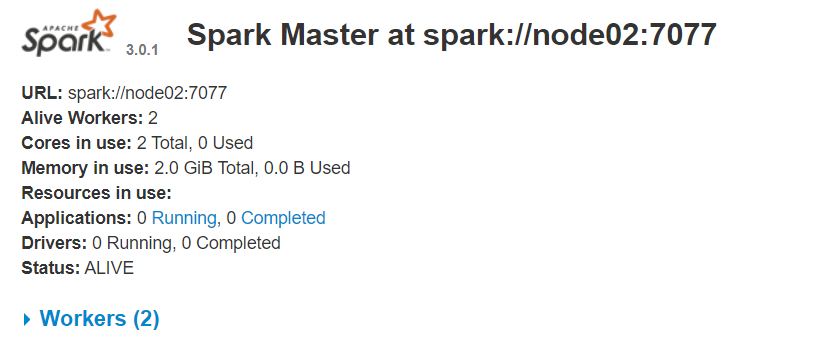 APACHE
Spark 3.0.1 Spark Master at spark://node02:7077
URL: spark://node02:7077
Alive Workers: 2
Cores in use: 2 Total, 0 Used
Memory in use: 2.0 GiB Total, 0.0 B Used
Resources in use:
Applications: 0 Running, 0 Completed
Drivers: 0 Running, 0 Completed
Status: ALIVE
Workers (2)